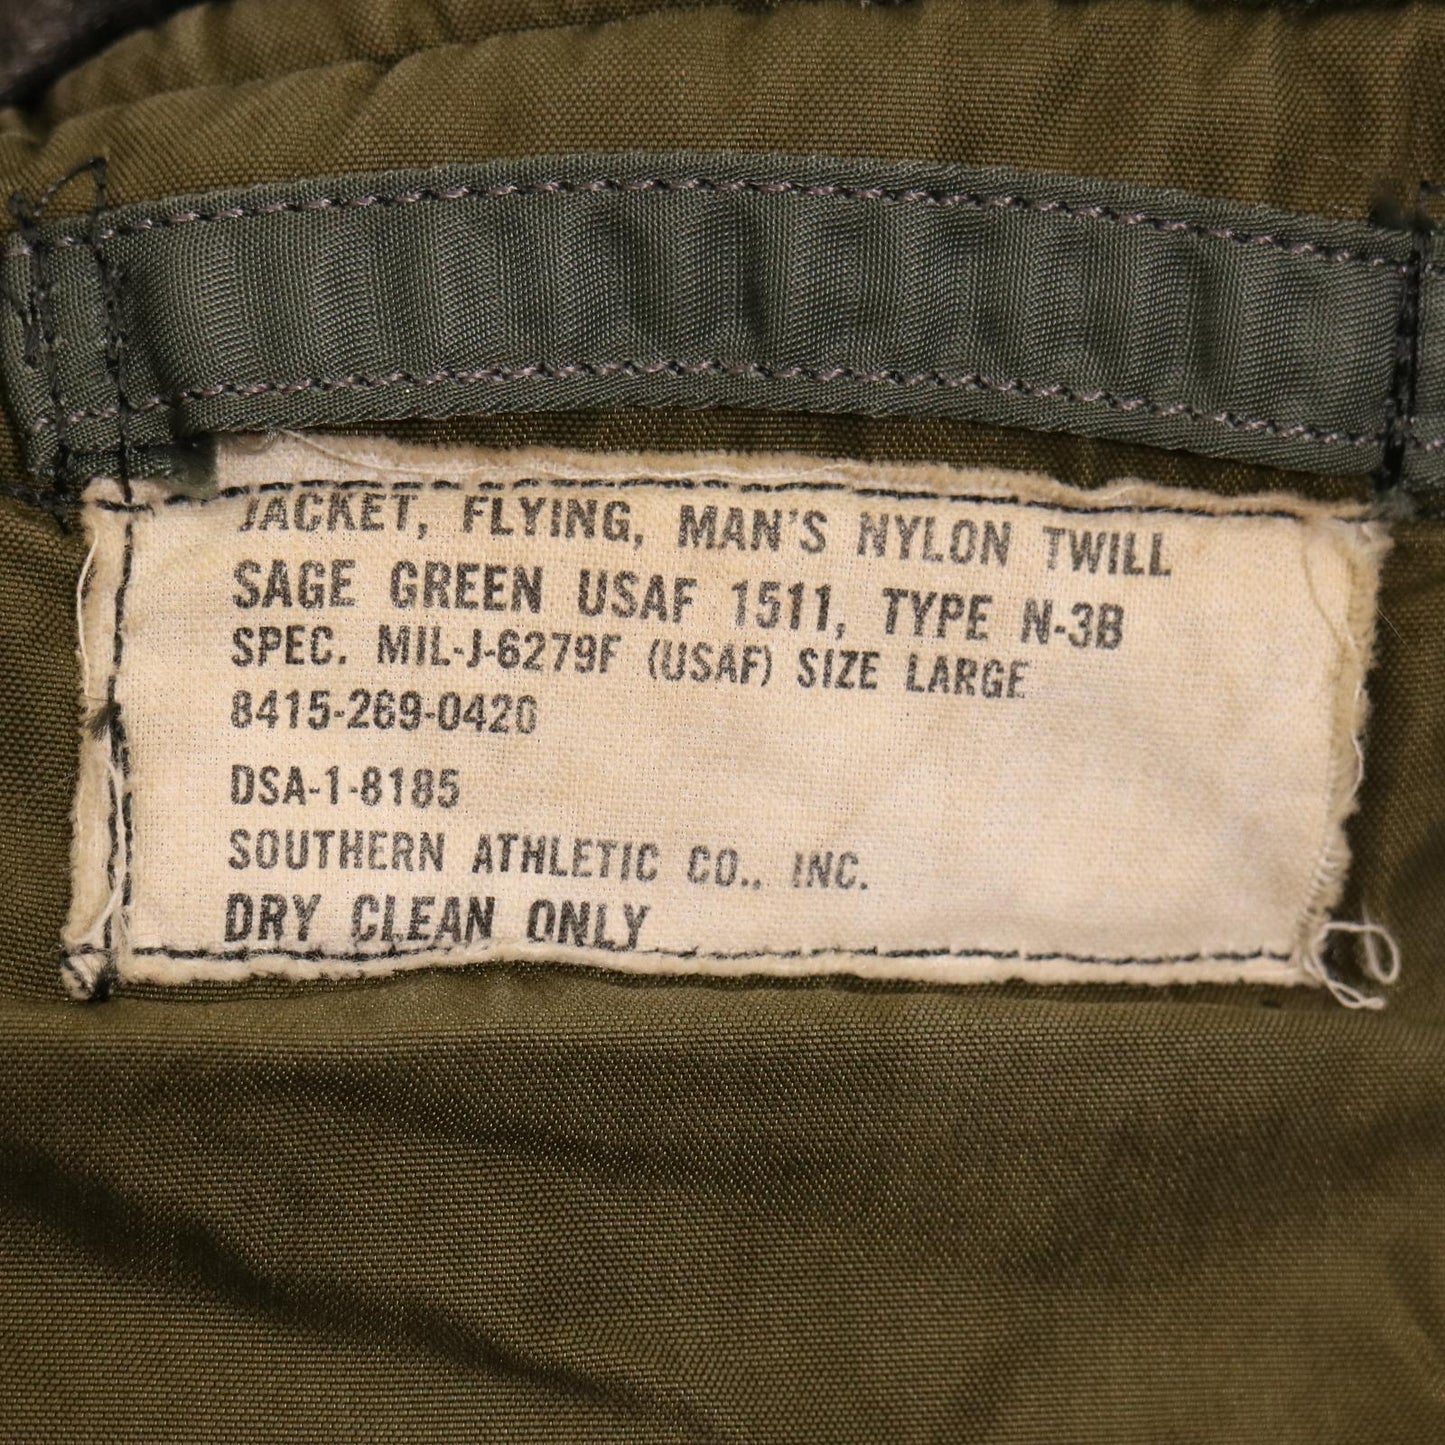 JACKET, FLYING, MAN'S NYLON TWILL
SAGE GREEN USAF 1511, TYPE N-3B
SPEC. MIL-J-6279F (USAF) SIZE LARGE
8415-269-0420
DSA-1-8185
SOUTHERN ATHLETIC CO., INC.
DRY CLEAN ONLY